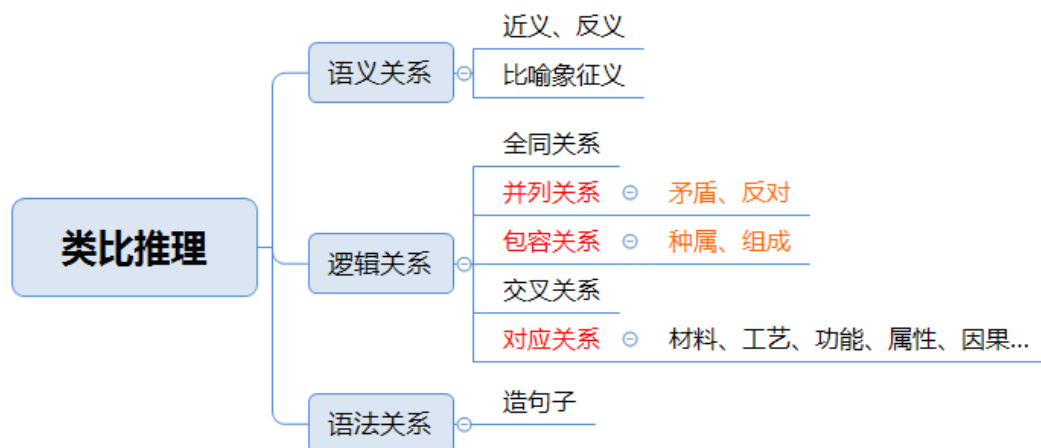 类比推理
语义关系
近义、反义
比喻象征义
逻辑关系
全同关系
并列关系
矛盾、反对
包容关系
种属、组成
交叉关系
对应关系
材料、工艺、功能、属性、因果...
语法关系
造句子